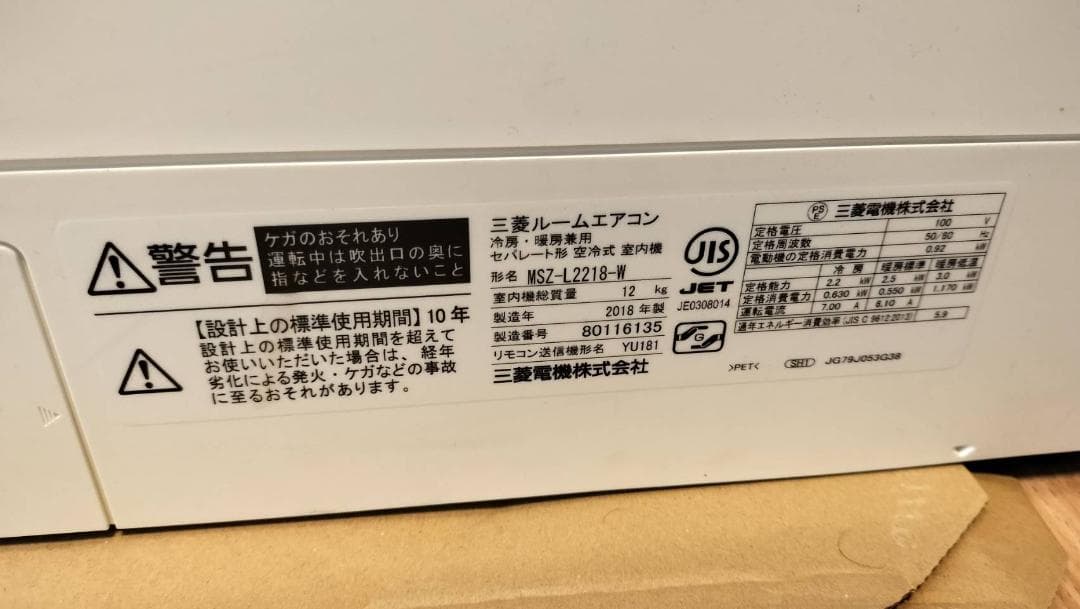 警告
ケガのおそれあり
運転中は吹出口の奥に
指などを入れないこと
【設計上の標準使用期間】10年
設計上の標準使用期間を超えて
お使いいただいた場合は、経年
劣化による発火・ケガなどの事故
に至るおそれがあります。
三菱ルームエアコン
冷房・暖房兼用
セパレート形 空冷式 室内機
形名 MSZ-L2218-W
室内機総質量 12 kg
製造年 2018 年製
製造番号 80116135
リモコン送信機形名 YU181
三菱電機株式会社
JIS
JET
JE0308014
G
PS
E 三菱電機株式会社
定格電圧 100 V
定格周波数 50/60 Hz
電動機の定格消費電力 0.92 kW
冷 房 暖房標準 暖房低温
定格能力 2.2 kW 2.5 kW 3.0 kW
定格消費電力 0.630 kW 0.550 kW 1.170 kW
運転電流 7.00 A 6.10 A
通年エネルギー消費効率 (JIS C 9612:2013) 5.9
>PET< SH1 JG79J053G38